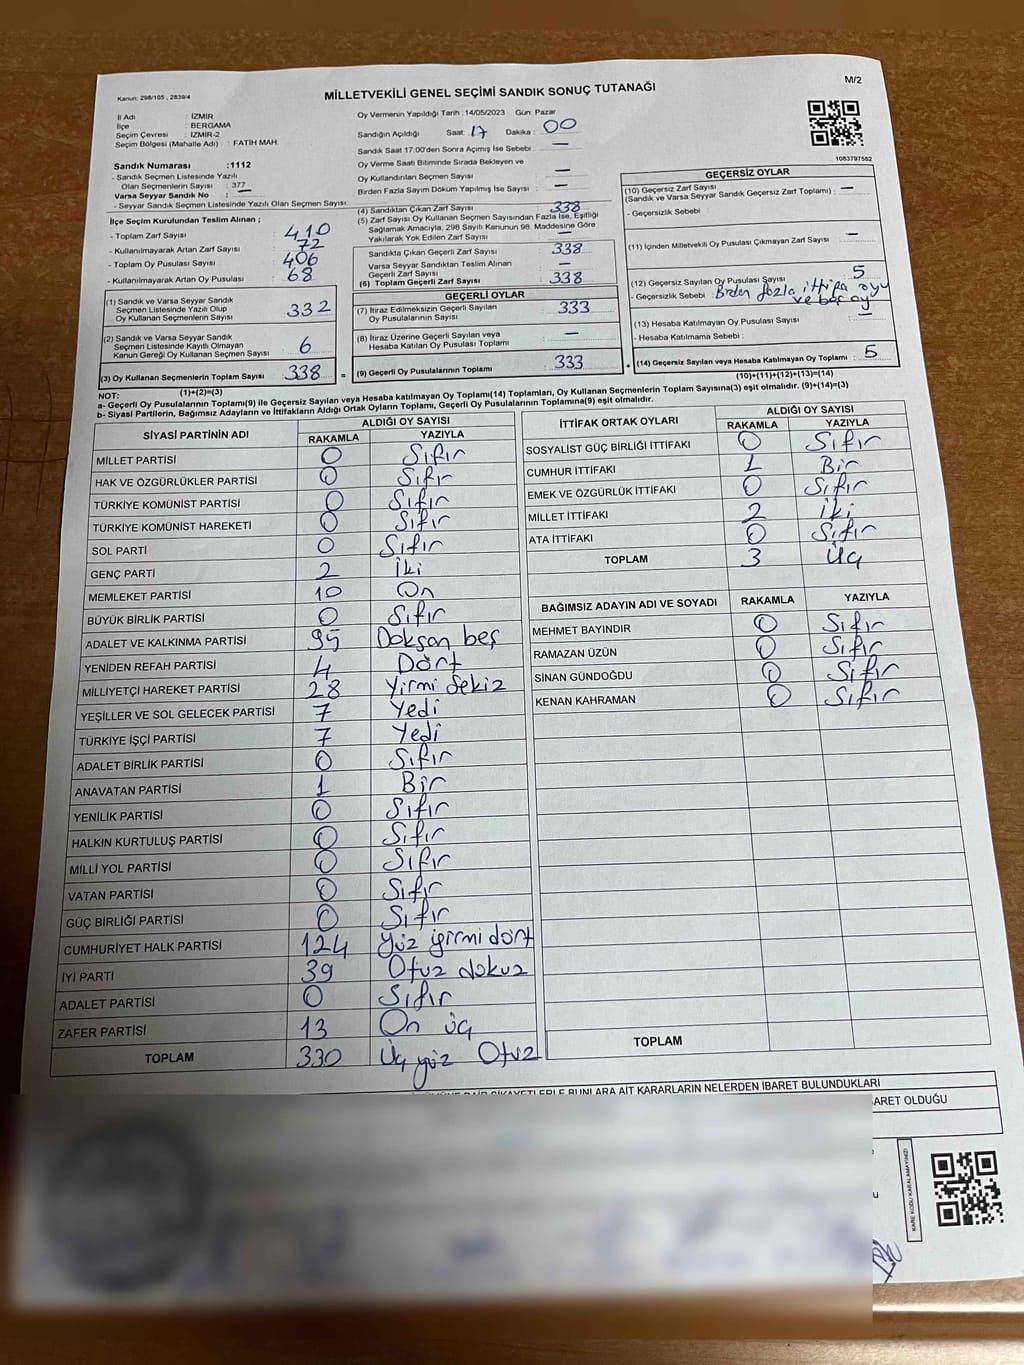 M/2
Kanun: 298/105 , 2839/4
MİLLETVEKİLİ GENEL SEÇİMİ SANDIK SONUÇ TUTANAĞI
İl Adı : İZMİR
İlçe : BERGAMA
Seçim Çevresi : İZMİR-2
Seçim Bölgesi (Mahalle Adı) : FATİH MAH.
Sandık Numarası :1112
- Sandık Seçmen Listesinde Yazılı Olan Seçmenlerin Sayısı : 377
Varsa Seyyar Sandık No : —
- Seyyar Sandık Seçmen Listesinde Yazılı Olan Seçmen Sayısı:
İlçe Seçim Kurulundan Teslim Alınan ;
- Toplam Zarf Sayısı : 410
- Kullanılmayarak Artan Zarf Sayısı : 72
- Toplam Oy Pusulası Sayısı : 406
- Kullanılmayarak Artan Oy Pusulası : 68
(1) Sandık ve Varsa Seyyar Sandık Seçmen Listesinde Yazılı Olup Oy Kullanan Seçmenlerin Sayısı : 332
(2) Sandık ve Varsa Seyyar Sandık Seçmen Listesinde Kayıtlı Olmayan Kanun Gereği Oy Kullanan Seçmen Sayısı : 6
(3) Oy Kullanan Seçmenlerin Toplam Sayısı : 338
(1)+(2)=(3)
Oy Vermenin Yapıldığı Tarih :14/05/2023 Gün: Pazar
Sandığın Açıldığı Saat: 17 Dakika : 00
Sandık Saat 17.00'den Sonra Açılmış İse Sebebi : —
Oy Verme Saati Bitiminde Sırada Bekleyen ve
Oy Kullandırılan Seçmen Sayısı : —
Birden Fazla Sayım Döküm Yapılmış İse Sayısı : —
(4) Sandıktan Çıkan Zarf Sayısı : 338
(5) Zarf Sayısı Oy Kullanan Seçmen Sayısından Fazla İse, Eşitliği
Sağlamak Amacıyla; 298 Sayılı Kanunun 98. Maddesine Göre
Yakılarak Yok Edilen Zarf Sayısı : —
Sandıkta Çıkan Geçerli Zarf Sayısı : 338
Varsa Seyyar Sandıktan Teslim Alınan
Geçerli Zarf Sayısı : —
(6) Toplam Geçerli Zarf Sayısı : 338
GEÇERLİ OYLAR
(7) İtiraz Edilmeksizin Geçerli Sayılan
Oy Pusulalarının Sayısı : 333
(8) İtiraz Üzerine Geçerli Sayılan veya
Hesaba Katılan Oy Pusulası Toplamı : —
(9) Geçerli Oy Pusulalarının Toplamı : 333
1083797582
GEÇERSİZ OYLAR
(10) Geçersiz Zarf Sayısı : —
(Sandık ve Varsa Seyyar Sandık Geçersiz Zarf Toplamı)
- Geçersizlik Sebebi :
(11) İçinden Milletvekili Oy Pusulası Çıkmayan Zarf Sayısı : —
(12) Geçersiz Sayılan Oy Pusulası Sayısı : 5
- Geçersizlik Sebebi : Birden fazla ittifa oyu
ve boş oy
(13) Hesaba Katılmayan Oy Pusulası Sayısı : —
- Hesaba Katılmama Sebebi :
(14) Geçersiz Sayılan veya Hesaba Katılmayan Oy Toplamı : 5
(10)+(11)+(12)+(13)=(14)
NOT:
a- Geçerli Oy Pusulalarının Toplamı(9) ile Geçersiz Sayılan veya Hesaba katılmayan Oy Toplamı(14) Toplamları, Oy Kullanan Seçmenlerin Toplam Sayısına(3) eşit olmalıdır. (9)+(14)=(3)
b- Siyasi Partilerin, Bağımsız Adayların ve İttifakların Aldığı Ortak Oyların Toplamı, Geçerli Oy Pusulalarının Toplamına(9) eşit olmalıdır.
SİYASİ PARTİNİN ADI ALDIĞI OY SAYISI
RAKAMLA YAZIYLA
MİLLET PARTİSİ 0 Sıfır
HAK VE ÖZGÜRLÜKLER PARTİSİ 0 Sıfır
TÜRKİYE KOMÜNİST PARTİSİ 0 Sıfır
TÜRKİYE KOMÜNİST HAREKETİ 0 Sıfır
SOL PARTİ 0 Sıfır
GENÇ PARTİ 2 İki
MEMLEKET PARTİSİ 10 On
BÜYÜK BİRLİK PARTİSİ 0 Sıfır
ADALET VE KALKINMA PARTİSİ 95 Doksan beş
YENİDEN REFAH PARTİSİ 4 Dört
MİLLİYETÇİ HAREKET PARTİSİ 28 Yirmi Sekiz
YEŞİLLER VE SOL GELECEK PARTİSİ 7 Yedi
TÜRKİYE İŞÇİ PARTİSİ 7 Yedi
ADALET BİRLİK PARTİSİ 0 Sıfır
ANAVATAN PARTİSİ 1 Bir
YENİLİK PARTİSİ 0 Sıfır
HALKIN KURTULUŞ PARTİSİ 0 Sıfır
MİLLİ YOL PARTİSİ 0 Sıfır
VATAN PARTİSİ 0 Sıfır
GÜÇ BİRLİĞİ PARTİSİ 0 Sıfır
CUMHURİYET HALK PARTİSİ 124 Yüz yirmi dört
İYİ PARTİ 39 Otuz dokuz
ADALET PARTİSİ 0 Sıfır
ZAFER PARTİSİ 13 On üç
TOPLAM 330 Üç yüz Otuz
İTTİFAK ORTAK OYLARI ALDIĞI OY SAYISI
RAKAMLA YAZIYLA
SOSYALİST GÜÇ BİRLİĞİ İTTİFAKI 0 Sıfır
CUMHUR İTTİFAKI 1 Bir
EMEK VE ÖZGÜRLÜK İTTİFAKI 0 Sıfır
MİLLET İTTİFAKI 2 İki
ATA İTTİFAKI 0 Sıfır
TOPLAM 3 Üç
BAĞIMSIZ ADAYIN ADI VE SOYADI RAKAMLA YAZIYLA
MEHMET BAYINDIR 0 Sıfır
RAMAZAN ÜZÜN 0 Sıfır
SİNAN GÜNDOĞDU 0 Sıfır
KENAN KAHRAMAN 0 Sıfır
TOPLAM
BUNLARA AİT KARARLARIN NELERDEN İBARET BULUNDUKLARI
OLDUĞU
KARE KODU KARALAMAYINIZ!